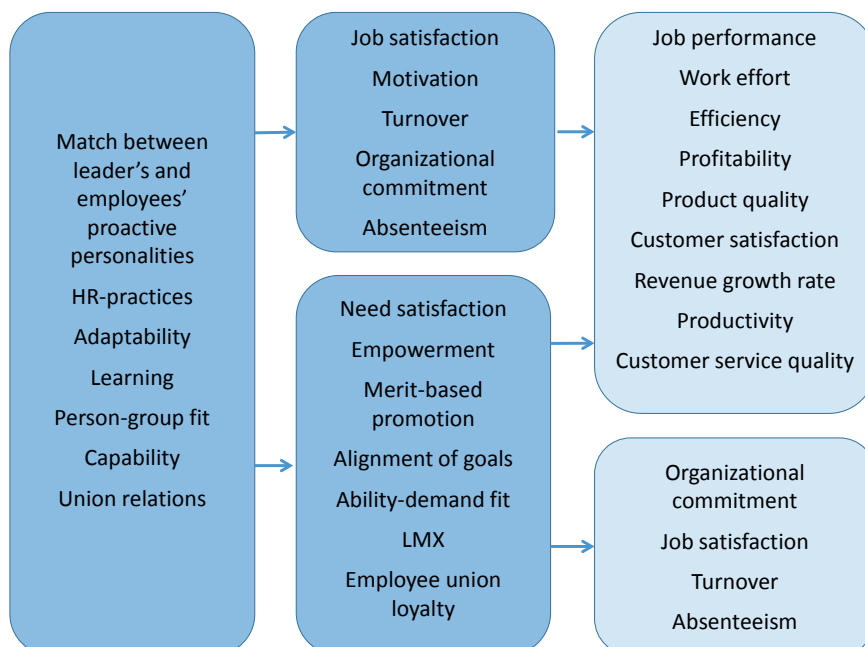 Match between
leader's and
employees'
proactive
personalities
HR-practices
Adaptability
Learning
Person-group fit
Capability
Union relations
Job satisfaction
Motivation
Turnover
Organizational
commitment
Absenteeism
Need satisfaction
Empowerment
Merit-based
promotion
Alignment of goals
Ability-demand fit
LMX
Employee union
loyalty
Job performance
Work effort
Efficiency
Profitability
Product quality
Customer satisfaction
Revenue growth rate
Productivity
Customer service quality
Organizational
commitment
Job satisfaction
Turnover
Absenteeism